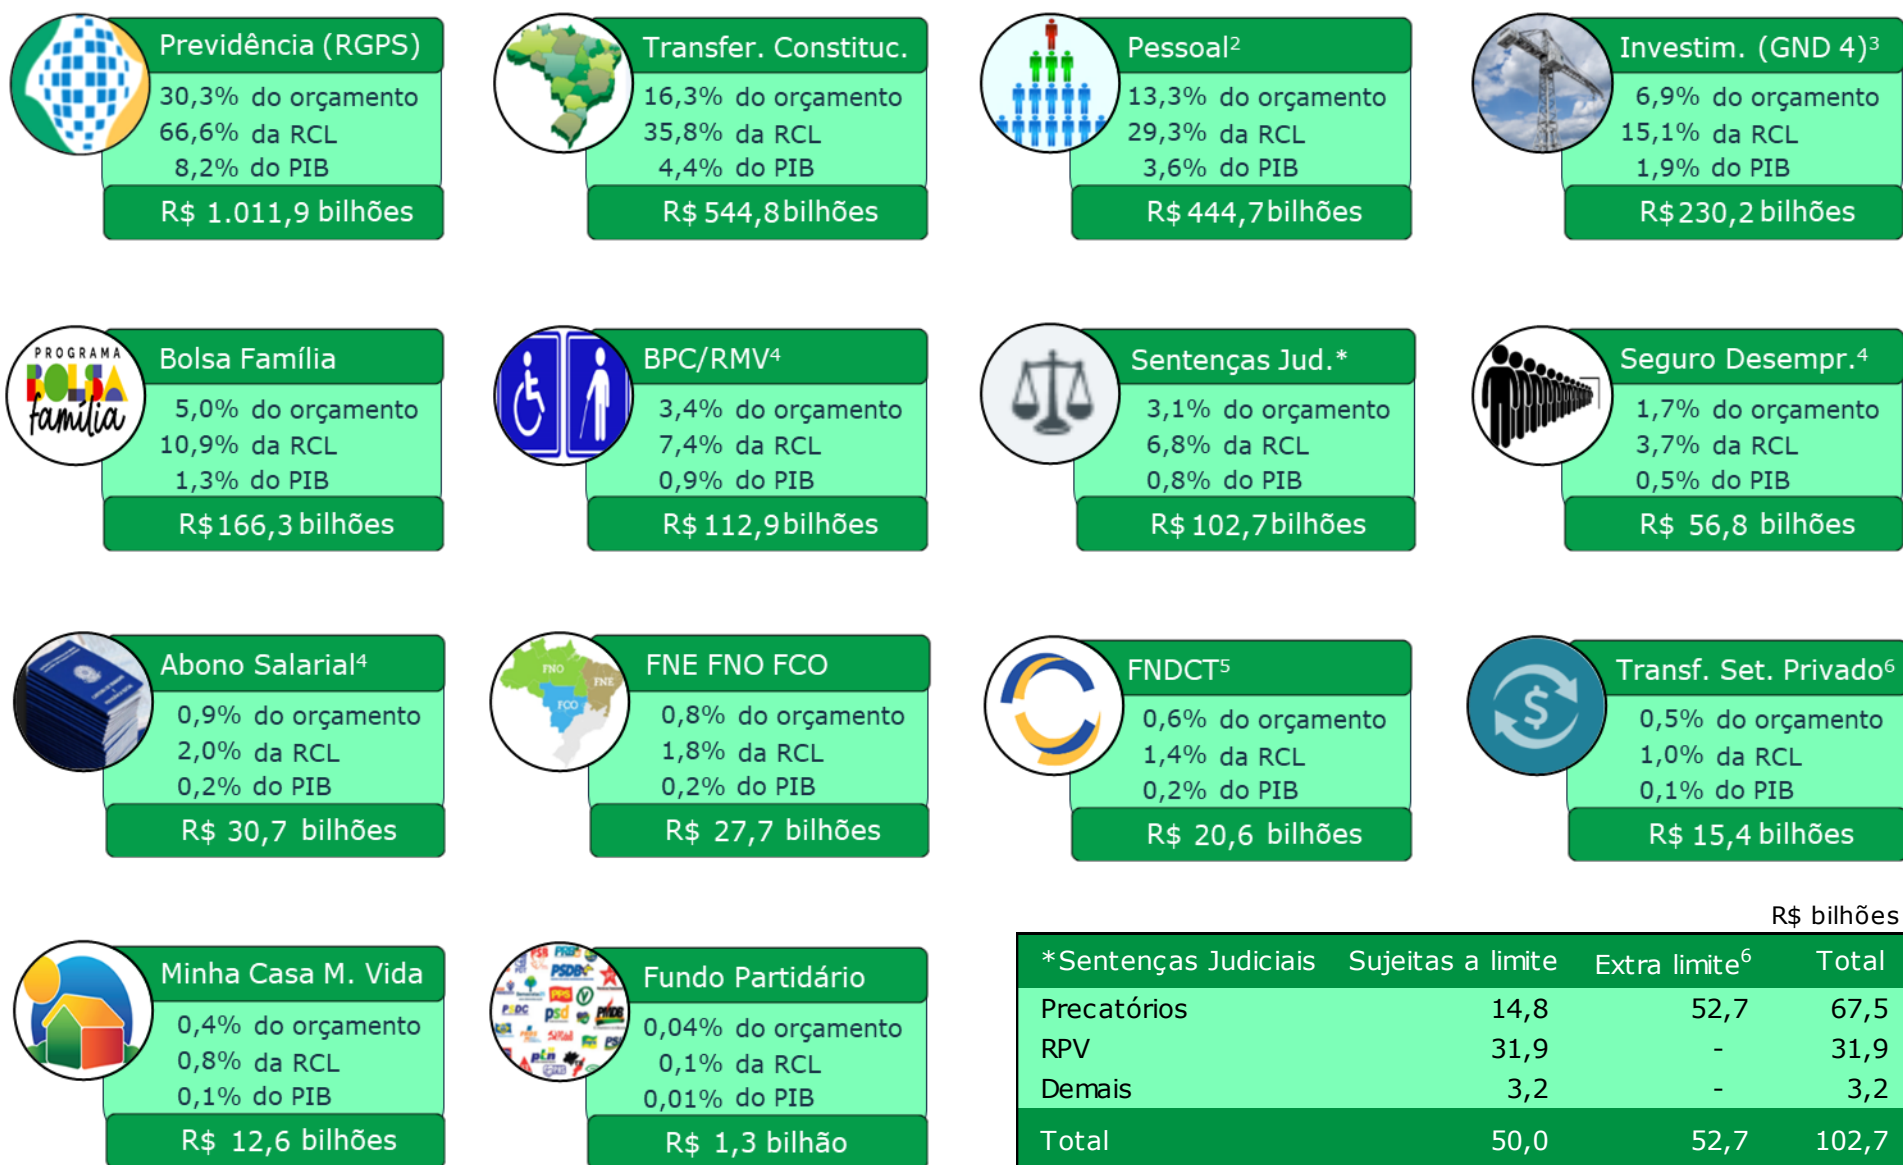 Previdência (RGPS)
30,3% do orçamento
66,6% da RCL
8,2% do PIB
R$ 1.011,9 bilhões
Transfer. Constituc.
16,3% do orçamento
35,8% da RCL
4,4% do PIB
R$ 544,8 bilhões
Pessoal²
13,3% do orçamento
29,3% da RCL
3,6% do PIB
R$ 444,7 bilhões
Investim. (GND 4)³
6,9% do orçamento
15,1% da RCL
1,9% do PIB
R$ 230,2 bilhões
PROGRAMA
BOLSA
família
Bolsa Família
5,0% do orçamento
10,9% da RCL
1,3% do PIB
R$ 166,3 bilhões
BPC/RMV⁴
3,4% do orçamento
7,4% da RCL
0,9% do PIB
R$ 112,9 bilhões
Sentenças Jud.*
3,1% do orçamento
6,8% da RCL
0,8% do PIB
R$ 102,7 bilhões
Seguro Desempr.⁴
1,7% do orçamento
3,7% da RCL
0,5% do PIB
R$ 56,8 bilhões
Abono Salarial⁴
0,9% do orçamento
2,0% da RCL
0,2% do PIB
R$ 30,7 bilhões
FNO
FNE
FCO
FNE FNO FCO
0,8% do orçamento
1,8% da RCL
0,2% do PIB
R$ 27,7 bilhões
FNDCT⁵
0,6% do orçamento
1,4% da RCL
0,2% do PIB
R$ 20,6 bilhões
$
Transf. Set. Privado⁶
0,5% do orçamento
1,0% da RCL
0,1% do PIB
R$ 15,4 bilhões
Minha Casa M. Vida
0,4% do orçamento
0,8% da RCL
0,1% do PIB
R$ 12,6 bilhões
PSB
PSDB
PPS
psd
PMDB
Fundo Partidário
0,04% do orçamento
0,1% da RCL
0,01% do PIB
R$ 1,3 bilhão
R$ bilhões
*Sentenças Judiciais Sujeitas a limite Extra limite⁶ Total
Precatórios 14,8 52,7 67,5
RPV 31,9 - 31,9
Demais 3,2 - 3,2
Total 50,0 52,7 102,7